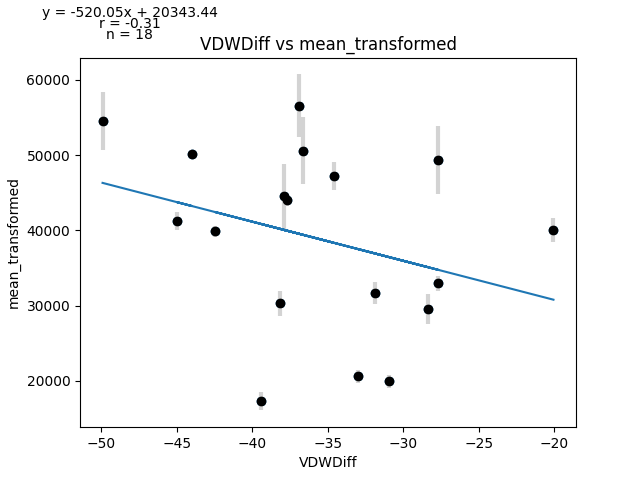 y = -520.05x + 20343.44
r = -0.31
n = 18
VDWDiff vs mean_transformed
60000
50000
40000
30000
20000
mean_transformed
−50
−45
−40
−35
−30
−25
−20
VDWDiff